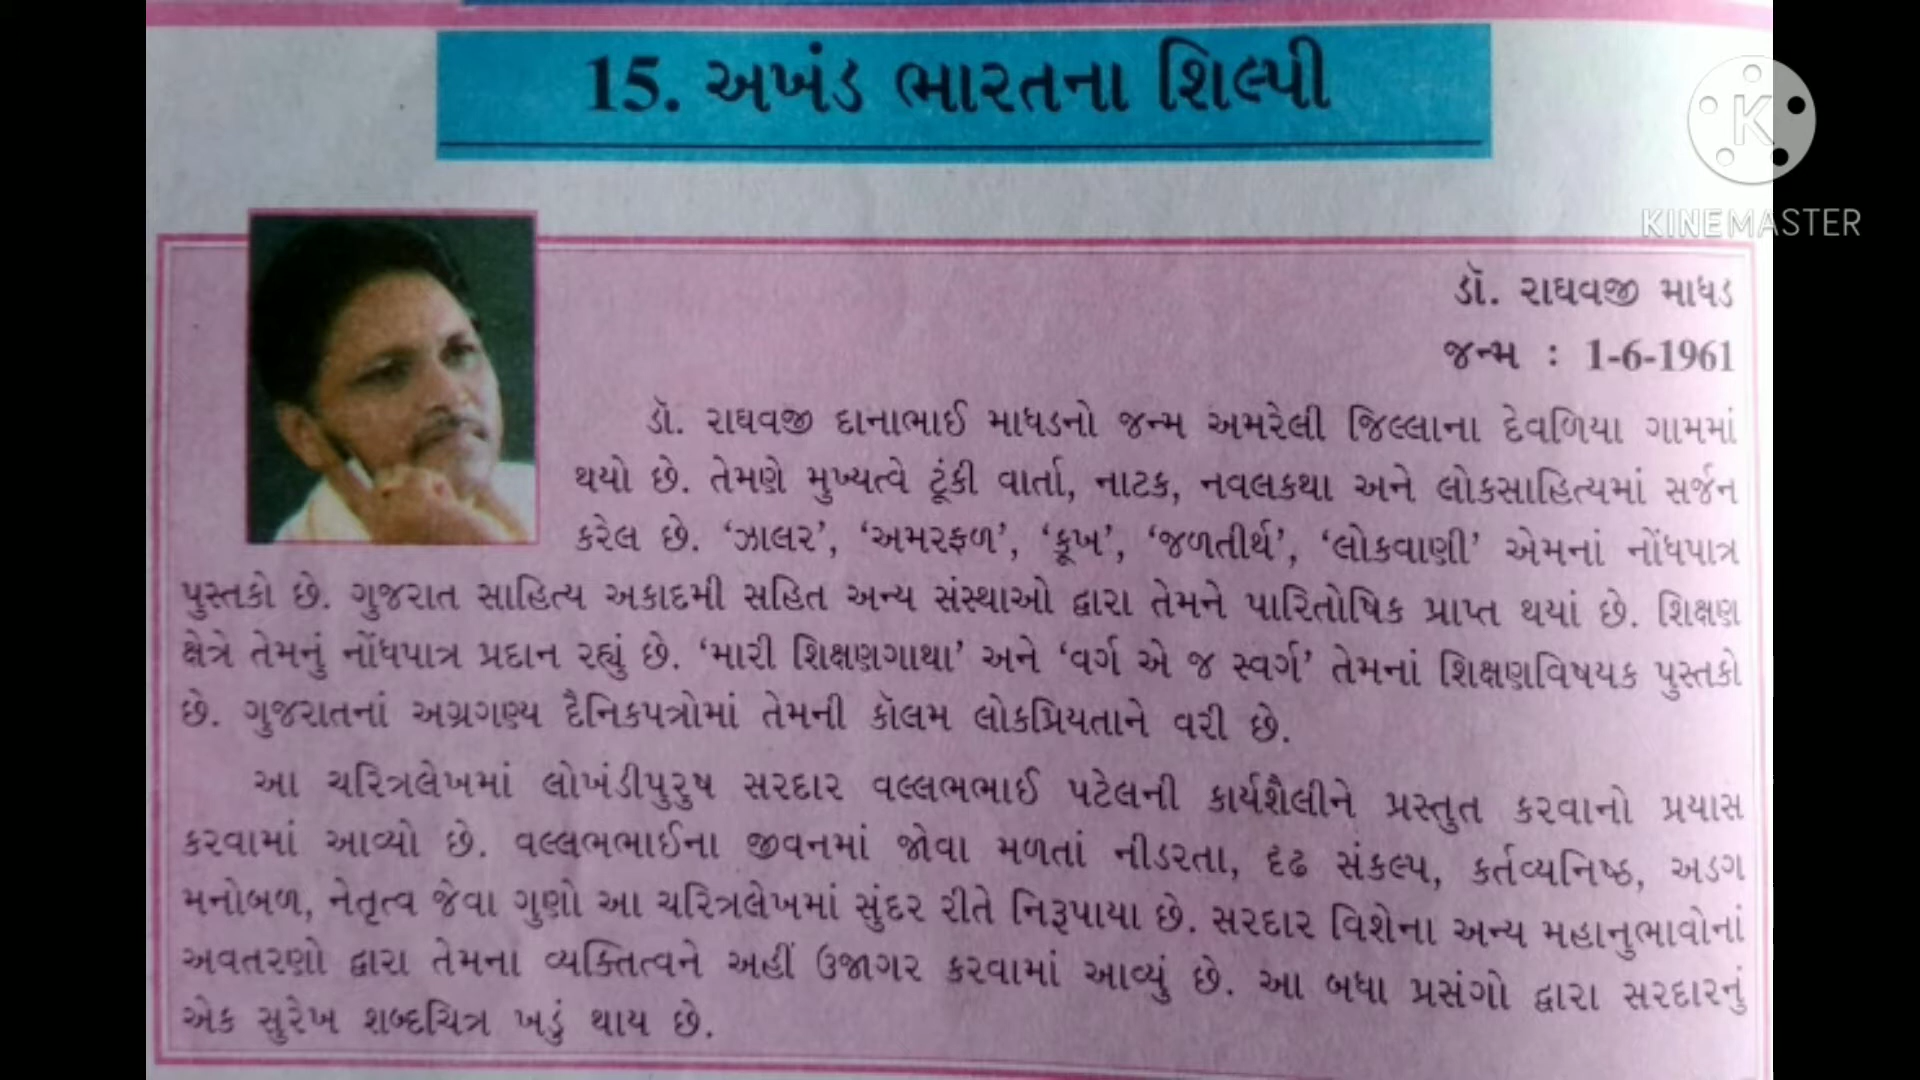 15. અખંડ ભારતના શિલ્પી
KINEMASTER
ડૉ. રાઘવજી માધડ
જન્મ : 1-6-1961
ડૉ. રાઘવજી દાનાભાઈ માધડનો જન્મ અમરેલી જિલ્લાના દેવળિયા ગામમાં
થયો છે. તેમણે મુખ્યત્વે ટૂંકી વાર્તા, નાટક, નવલકથા અને લોકસાહિત્યમાં સર્જન
કરેલ છે. ‘ઝાલર’, ‘અમરફળ’, ‘કૂખ’, ‘જળતીર્થ’, ‘લોકવાણી’ એમનાં નોંધપાત્ર
પુસ્તકો છે. ગુજરાત સાહિત્ય અકાદમી સહિત અન્ય સંસ્થાઓ દ્વારા તેમને પારિતોષિક પ્રાપ્ત થયાં છે. શિક્ષણ
ક્ષેત્રે તેમનું નોંધપાત્ર પ્રદાન રહ્યું છે. ‘મારી શિક્ષણગાથા’ અને ‘વર્ગ એ જ સ્વર્ગ’ તેમનાં શિક્ષણવિષયક પુસ્તકો
છે. ગુજરાતનાં અગ્રગણ્ય દૈનિકપત્રોમાં તેમની કૉલમ લોકપ્રિયતાને વરી છે.
આ ચરિત્રલેખમાં લોખંડીપુરુષ સરદાર વલ્લભભાઈ પટેલની કાર્યશૈલીને પ્રસ્તુત કરવાનો પ્રયાસ
કરવામાં આવ્યો છે. વલ્લભભાઈના જીવનમાં જોવા મળતાં નીડરતા, દૃઢ સંકલ્પ, કર્તવ્યનિષ્ઠ, અડગ
મનોબળ, નેતૃત્વ જેવા ગુણો આ ચરિત્રલેખમાં સુંદર રીતે નિરૂપાયા છે. સરદાર વિશેના અન્ય મહાનુભાવોનાં
અવતરણો દ્વારા તેમના વ્યક્તિત્વને અહીં ઉજાગર કરવામાં આવ્યું છે. આ બધા પ્રસંગો દ્વારા સરદારનું
એક સુરેખ શબ્દચિત્ર ખડું થાય છે.